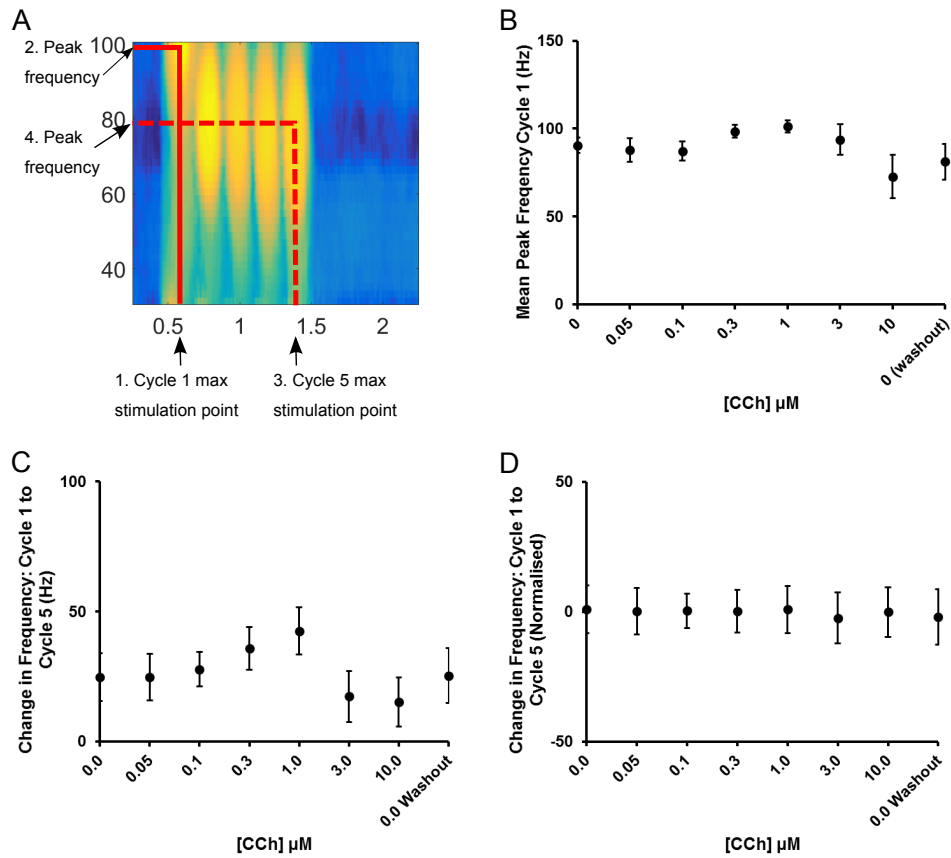 A
2. Peak
frequency
4. Peak
frequency
100
80
60
40
0.5
1
1.5
2
1. Cycle 1 max
stimulation point
3. Cycle 5 max
stimulation point
B
Mean Peak Freqency Cycle 1 (Hz)
150
100
50
0
0
0.05
0.1
0.3
1
3
10
0 (washout)
[CCh] µM
C
Change in Frequency: Cycle 1 to
Cycle 5 (Hz)
100
50
0
0.0
0.05
0.1
0.3
1.0
3.0
10.0
0.0 Washout
[CCh] µM
D
Change in Frequency: Cycle 1 to
Cycle 5 (Normalised)
50
0
-50
0.0
0.05
0.1
0.3
1.0
3.0
10.0
0.0 Washout
[CCh] µM